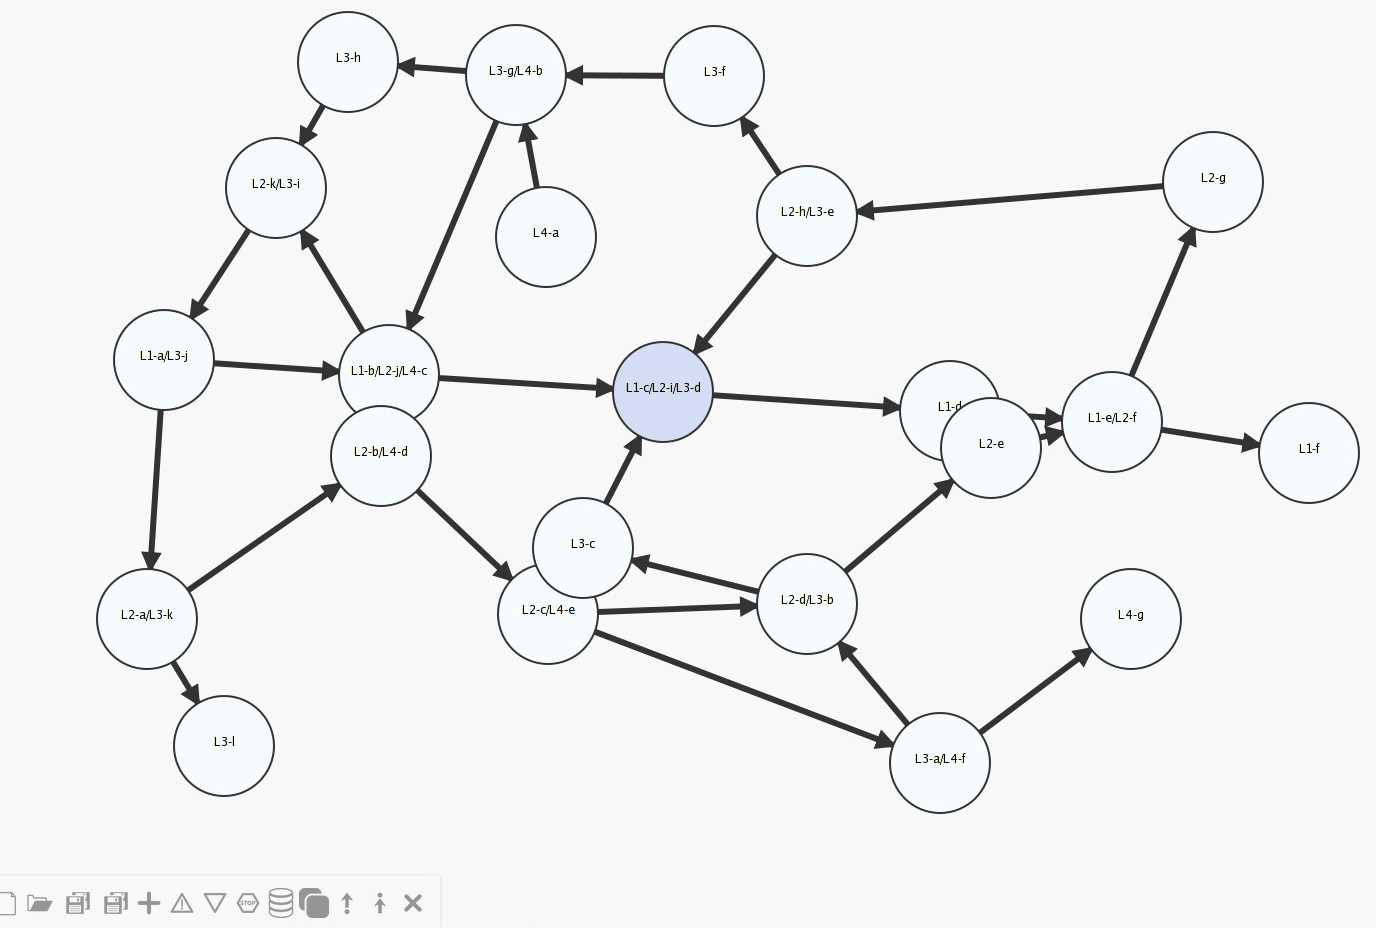 L3-h
L3-g/L4-b
L3-f
L2-k/L3-i
L4-a
L2-h/L3-e
L2-g
L1-a/L3-j
L1-b/L2-j/L4-c
L1-c/L2-i/L3-d
L1-d
L1-e/L2-f
L2-b/L4-d
L2-e
L1-f
L3-c
L2-c/L4-e
L2-d/L3-b
L2-a/L3-k
L4-g
L3-l
L3-a/L4-f
STOP